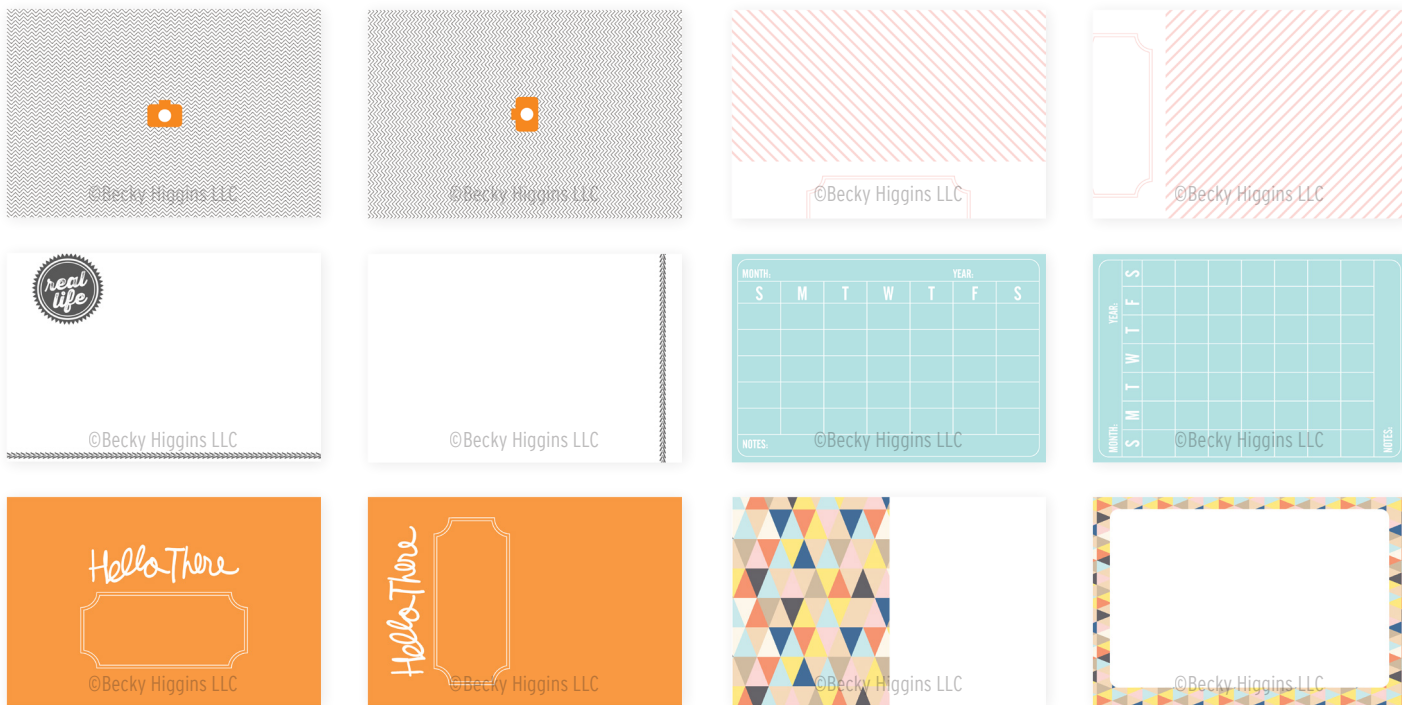 ©Becky Higgins LLC
©Becky Higgins LLC
©Becky Higgins LLC
©Becky Higgins LLC
real
life
©Becky Higgins LLC
©Becky Higgins LLC
MONTH:
YEAR:
S M T W T F S
NOTES:
©Becky Higgins LLC
MONTH:
YEAR:
S M T W T F S
NOTES:
©Becky Higgins LLC
Hello There
©Becky Higgins LLC
Hello There
©Becky Higgins LLC
©Becky Higgins LLC
©Becky Higgins LLC